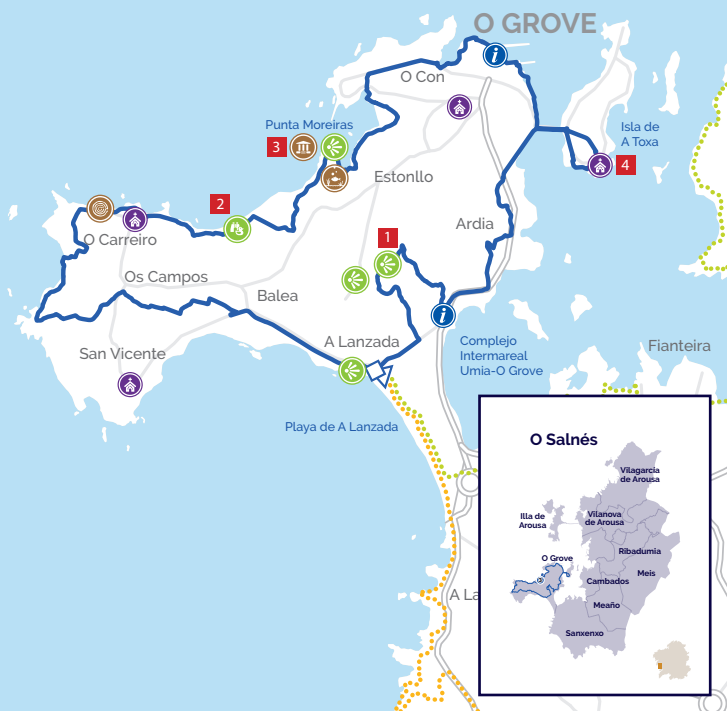 O GROVE
O Con
Isla de
A Toxa
4
Punta Moreiras
3
Estonllo
2
Ardia
1
O Carreiro
Os Campos
Balea
A Lanzada
San Vicente
Complejo
Intermareal
Umia-O Grove
Fianteira
Playa de A Lanzada
A La
O Salnés
Vilagarcía
de Arousa
Illa de
Arousa
Vilanova
de Arousa
O Grove
Ribadumia
Meis
Cambados
Meaño
Sanxenxo
i
i